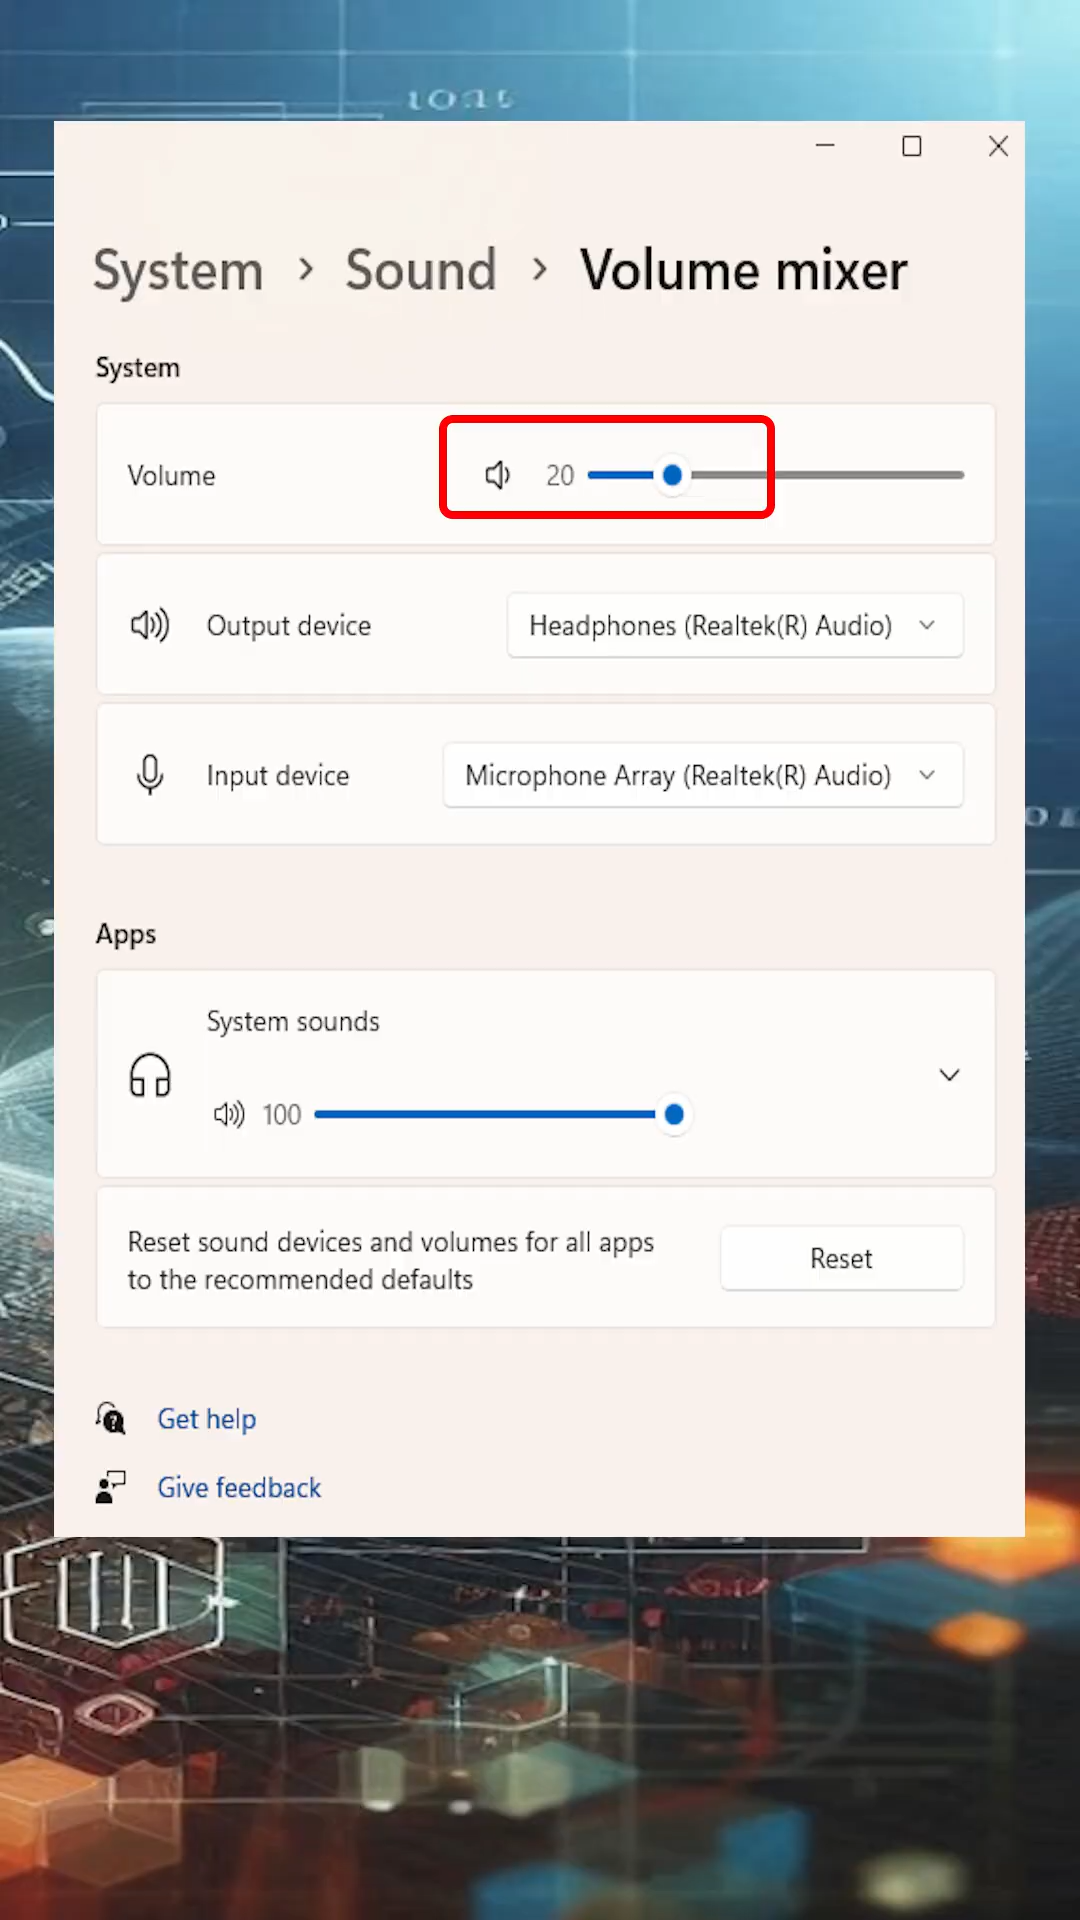 System > Sound > Volume mixer
System
Volume 20
Output device Headphones (Realtek(R) Audio)
Input device Microphone Array (Realtek(R) Audio)
Apps
System sounds
100
Reset sound devices and volumes for all apps
to the recommended defaults
Reset
Get help
Give feedback